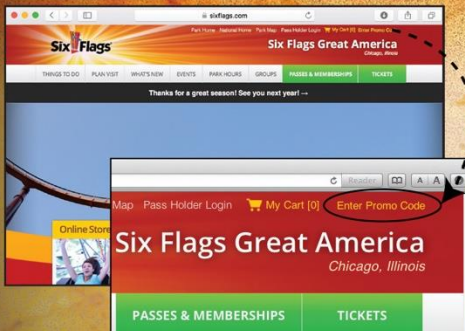 sixflags.com
Park Home National Home Park Map Pass Holder Login My Cart [0] Enter Promo Co
Six Flags
Six Flags Great America
Chicago, Illinois
THINGS TO DO PLAN VISIT WHAT'S NEW EVENTS PARK HOURS GROUPS PASSES & MEMBERSHIPS TICKETS
Thanks for a great season! See you next year! →
Online Store
Reader A A
Map Pass Holder Login My Cart [0] Enter Promo Code
Six Flags Great America
Chicago, Illinois
PASSES & MEMBERSHIPS TICKETS